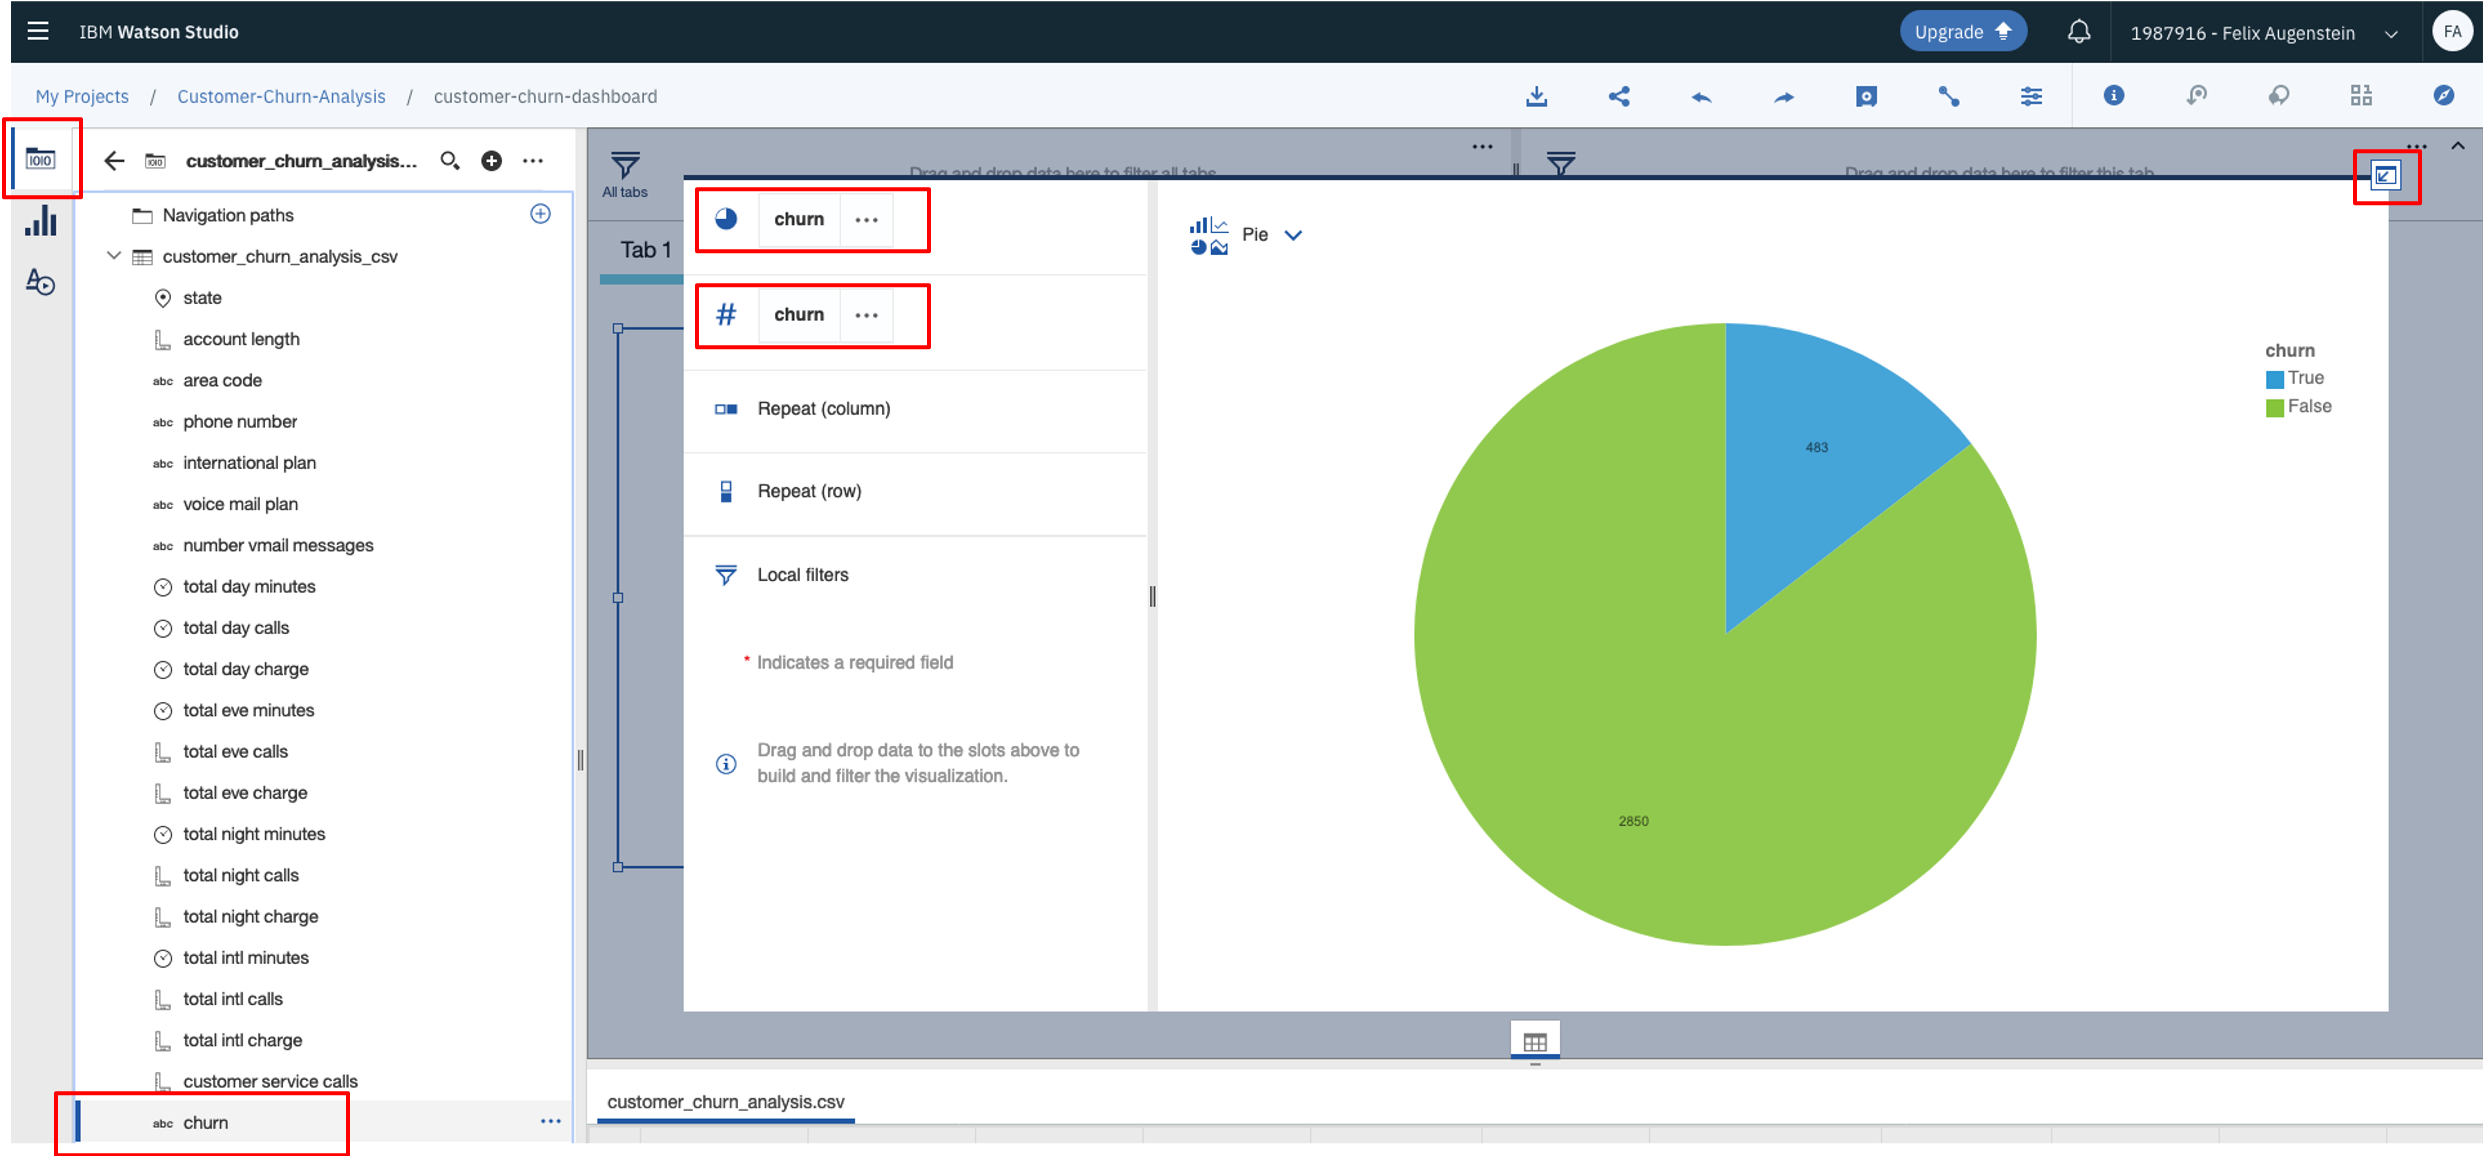 IBM Watson Studio
Upgrade
1987916 - Felix Augenstein
FA
My Projects / Customer-Churn-Analysis / customer-churn-dashboard
customer_churn_analysis...
Navigation paths
customer_churn_analysis_csv
state
account length
abc area code
abc phone number
abc international plan
abc voice mail plan
abc number vmail messages
total day minutes
total day calls
total day charge
total eve minutes
total eve calls
total eve charge
total night minutes
total night calls
total night charge
total intl minutes
total intl calls
total intl charge
customer service calls
abc churn
All tabs
Drag and drop data here to filter all tabs
Drag and drop data here to filter this tab
Tab 1
churn
# churn
Repeat (column)
Repeat (row)
Local filters
* Indicates a required field
Drag and drop data to the slots above to
build and filter the visualization.
Pie
483
2850
churn
True
False
customer_churn_analysis.csv